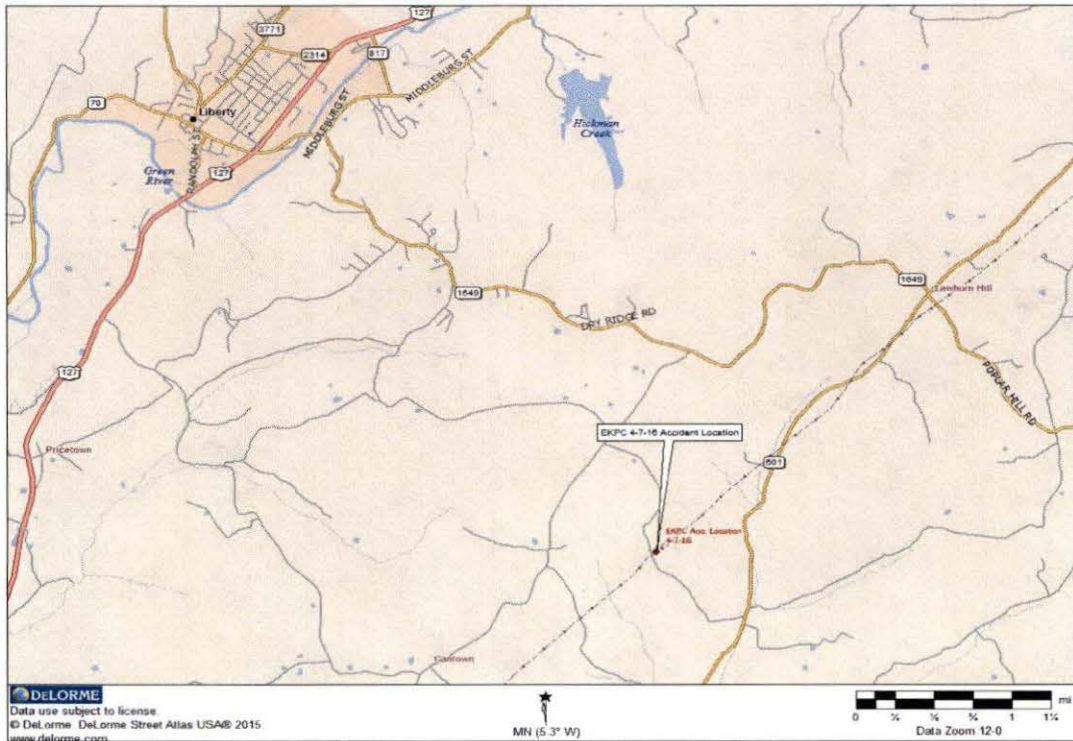 127
3771
2314
817
MIDDLEBURG ST
MIDDLEBURG ST
70
Liberty
RANDOLPH ST
Green
River
127
Hickman
Creek
1649
DRY RIDGE RD
1649
Lawhorn Hill
POPLAR HILL RD
127
Pricetown
EKPC 4-7-16 Accident Location
501
EKPC Acc. Location
4-7-16
Gantown
DELORME
Data use subject to license.
© DeLorme. DeLorme Street Atlas USA® 2015
www.delorme.com
MN (5.3° W)
mi
0 ¼ ½ ¾ 1 1¼
Data Zoom 12-0